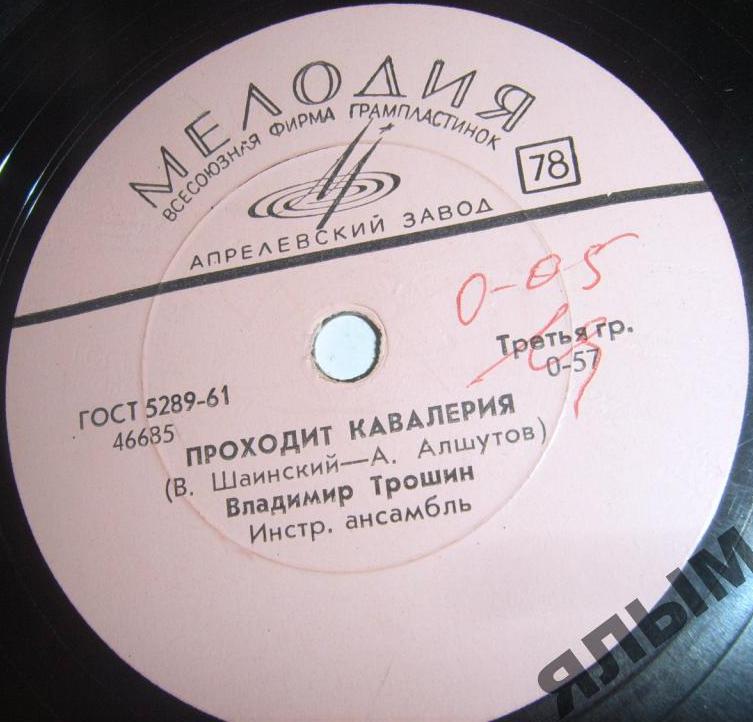 МЕЛОДИЯ
ВСЕСОЮЗНАЯ ФИРМА ГРАМПЛАСТИНОК
78
АПРЕЛЕВСКИЙ ЗАВОД
0-05
Третья гр.
0-57
ГОСТ 5289-61
46685
ПРОХОДИТ КАВАЛЕРИЯ
(В. Шаинский—А. Алшутов)
Владимир Трошин
Инстр. ансамбль
ЯЛЫМ